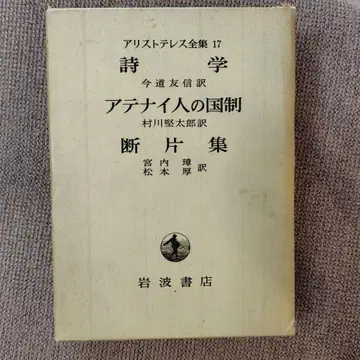 アリストテレス全集 17
詩学
今道友信訳
アテナイ人の国制
村川堅太郎訳
断片集
宮内璋
松本厚 訳
岩波書店